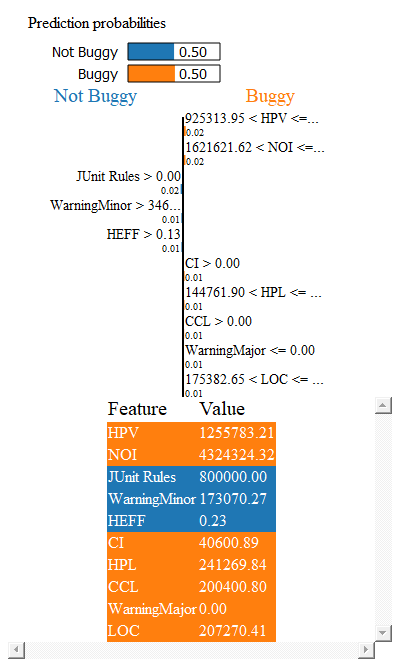 Prediction probabilities
Not Buggy 0.50
Buggy 0.50
Not Buggy Buggy
925313.95 < HPV <=...
0.02
1621621.62 < NOI <=...
0.02
JUnit Rules > 0.00
0.02
WarningMinor > 346...
0.01
HEFF > 0.13
0.01
CI > 0.00
0.01
144761.90 < HPL <= ...
0.01
CCL > 0.00
0.01
WarningMajor <= 0.00
0.01
175382.65 < LOC <= ...
0.01
Feature Value
HPV 1255783.21
NOI 4324324.32
JUnit Rules 800000.00
WarningMinor 173070.27
HEFF 0.23
CI 40600.89
HPL 241269.84
CCL 200400.80
WarningMajor 0.00
LOC 207270.41